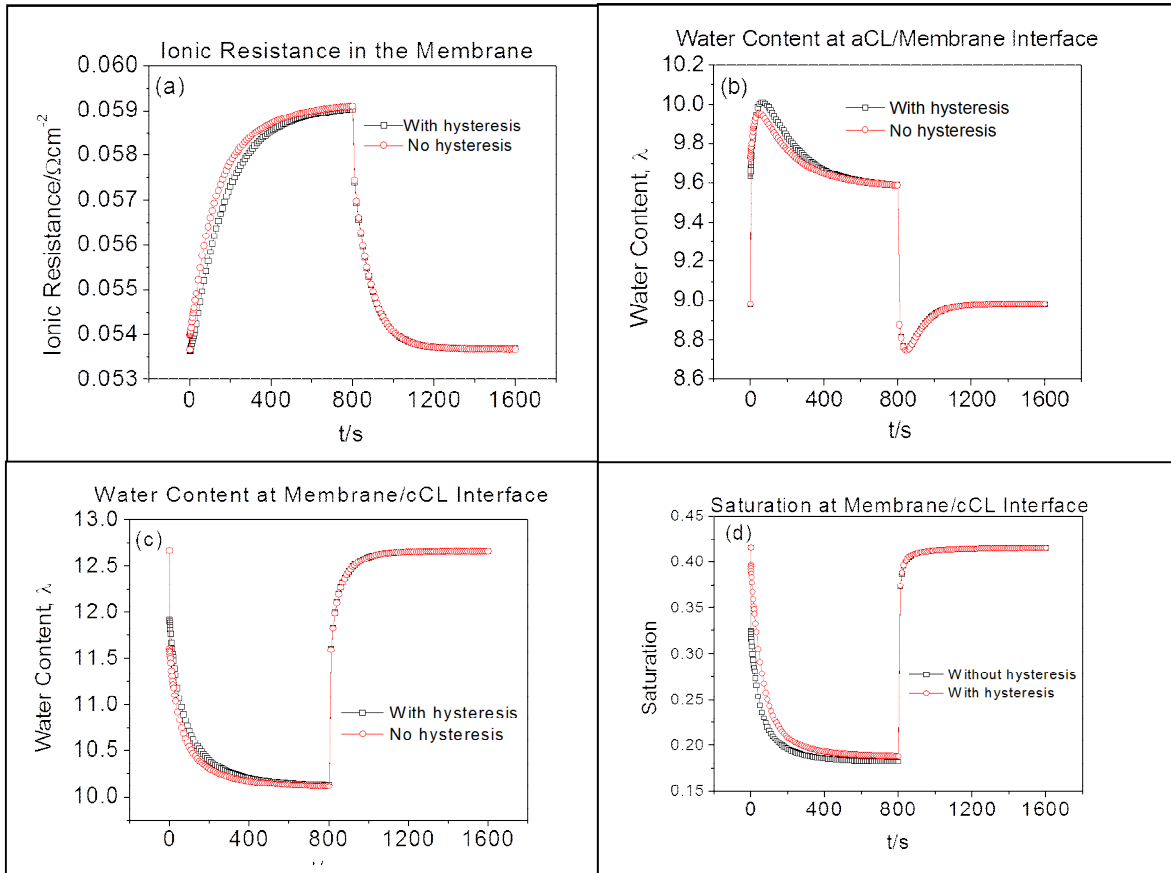 Ionic Resistance in the Membrane
(a)
0.060
0.059
0.058
0.057
0.056
0.055
0.054
0.053
Ionic Resistance/Ωcm-2
With hysteresis
No hysteresis
0 400 800 1200 1600
t/s
Water Content at aCL/Membrane Interface
(b)
10.2
10.0
9.8
9.6
9.4
9.2
9.0
8.8
8.6
Water Content, λ
With hysteresis
No hysteresis
0 400 800 1200 1600
t/s
Water Content at Membrane/cCL Interface
(c)
13.0
12.5
12.0
11.5
11.0
10.5
10.0
Water Content, λ
With hysteresis
No hysteresis
0 400 800 1200 1600
Saturation at Membrane/cCL Interface
(d)
0.45
0.40
0.35
0.30
0.25
0.20
0.15
Saturation
Without hysteresis
With hysteresis
0 400 800 1200 1600
t/s